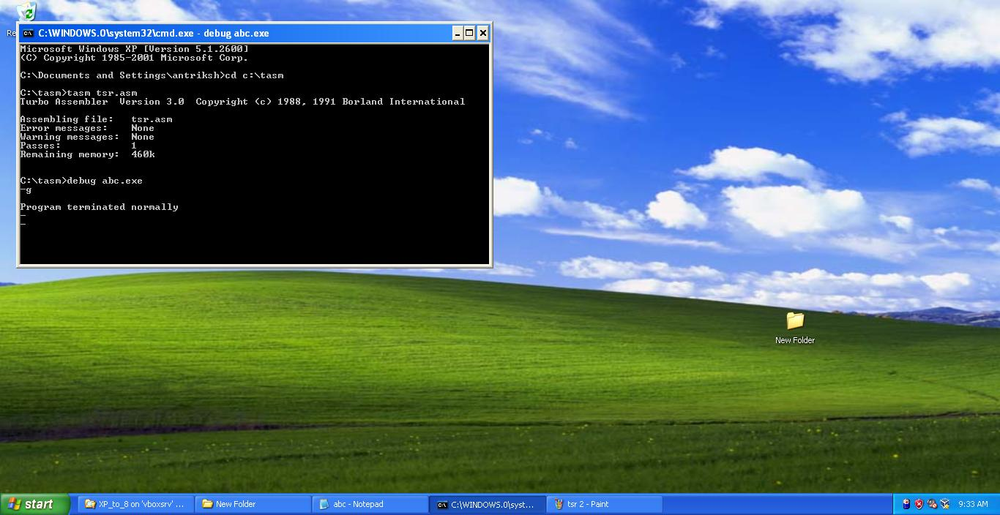 Re
C:\WINDOWS.0\system32\cmd.exe - debug abc.exe
Microsoft Windows XP [Version 5.1.2600]
(C) Copyright 1985-2001 Microsoft Corp.
C:\Documents and Settings\antriksh>cd c:\tasm
C:\tasm>tasm tsr.asm
Turbo Assembler  Version 3.0  Copyright (c) 1988, 1991 Borland International
Assembling file:   tsr.asm
Error messages:    None
Warning messages:  None
Passes:            1
Remaining memory:  460k
C:\tasm>debug abc.exe
-g
Program terminated normally
-
New Folder
start
XP_to_8 on 'vboxsrv' ...
New Folder
abc - Notepad
C:\WINDOWS.0\syst...
tsr 2 - Paint
9:33 AM